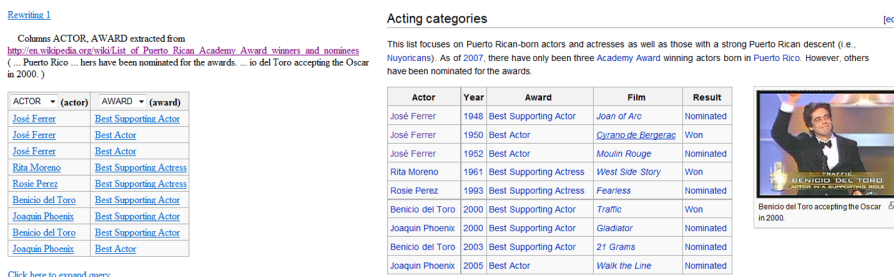 Rewriting 1
Columns ACTOR, AWARD extracted from
http://en.wikipedia.org/wiki/List_of_Puerto_Rican_Academy_Award_winners_and_nominees
( ... Puerto Rico ... hers have been nominated for the awards. ... io del Toro accepting the Oscar
in 2000. )
ACTOR (actor) AWARD (award)
José Ferrer Best Supporting Actor
José Ferrer Best Actor
José Ferrer Best Actor
Rita Moreno Best Supporting Actress
Rosie Perez Best Supporting Actress
Benicio del Toro Best Supporting Actor
Joaquin Phoenix Best Supporting Actor
Benicio del Toro Best Supporting Actor
Joaquin Phoenix Best Actor
Click here to expand query
Acting categories
This list focuses on Puerto Rican-born actors and actresses as well as those with a strong Puerto Rican descent (i.e.,
Nuyoricans). As of 2007, there have only been three Academy Award winning actors born in Puerto Rico. However, others
have been nominated for the awards.
Actor Year Award Film Result
José Ferrer 1948 Best Supporting Actor Joan of Arc Nominated
José Ferrer 1950 Best Actor Cyrano de Bergerac Won
José Ferrer 1952 Best Actor Moulin Rouge Nominated
Rita Moreno 1961 Best Supporting Actress West Side Story Won
Rosie Perez 1993 Best Supporting Actress Fearless Nominated
Benicio del Toro 2000 Best Supporting Actor Traffic Won
Joaquin Phoenix 2000 Best Supporting Actor Gladiator Nominated
Benicio del Toro 2003 Best Supporting Actor 21 Grams Nominated
Joaquin Phoenix 2005 Best Actor Walk the Line Nominated
TRAFFIC
BENICIO DEL TORO
ACTOR IN A SUPPORTING ROLE
Benicio del Toro accepting the Oscar
in 2000.